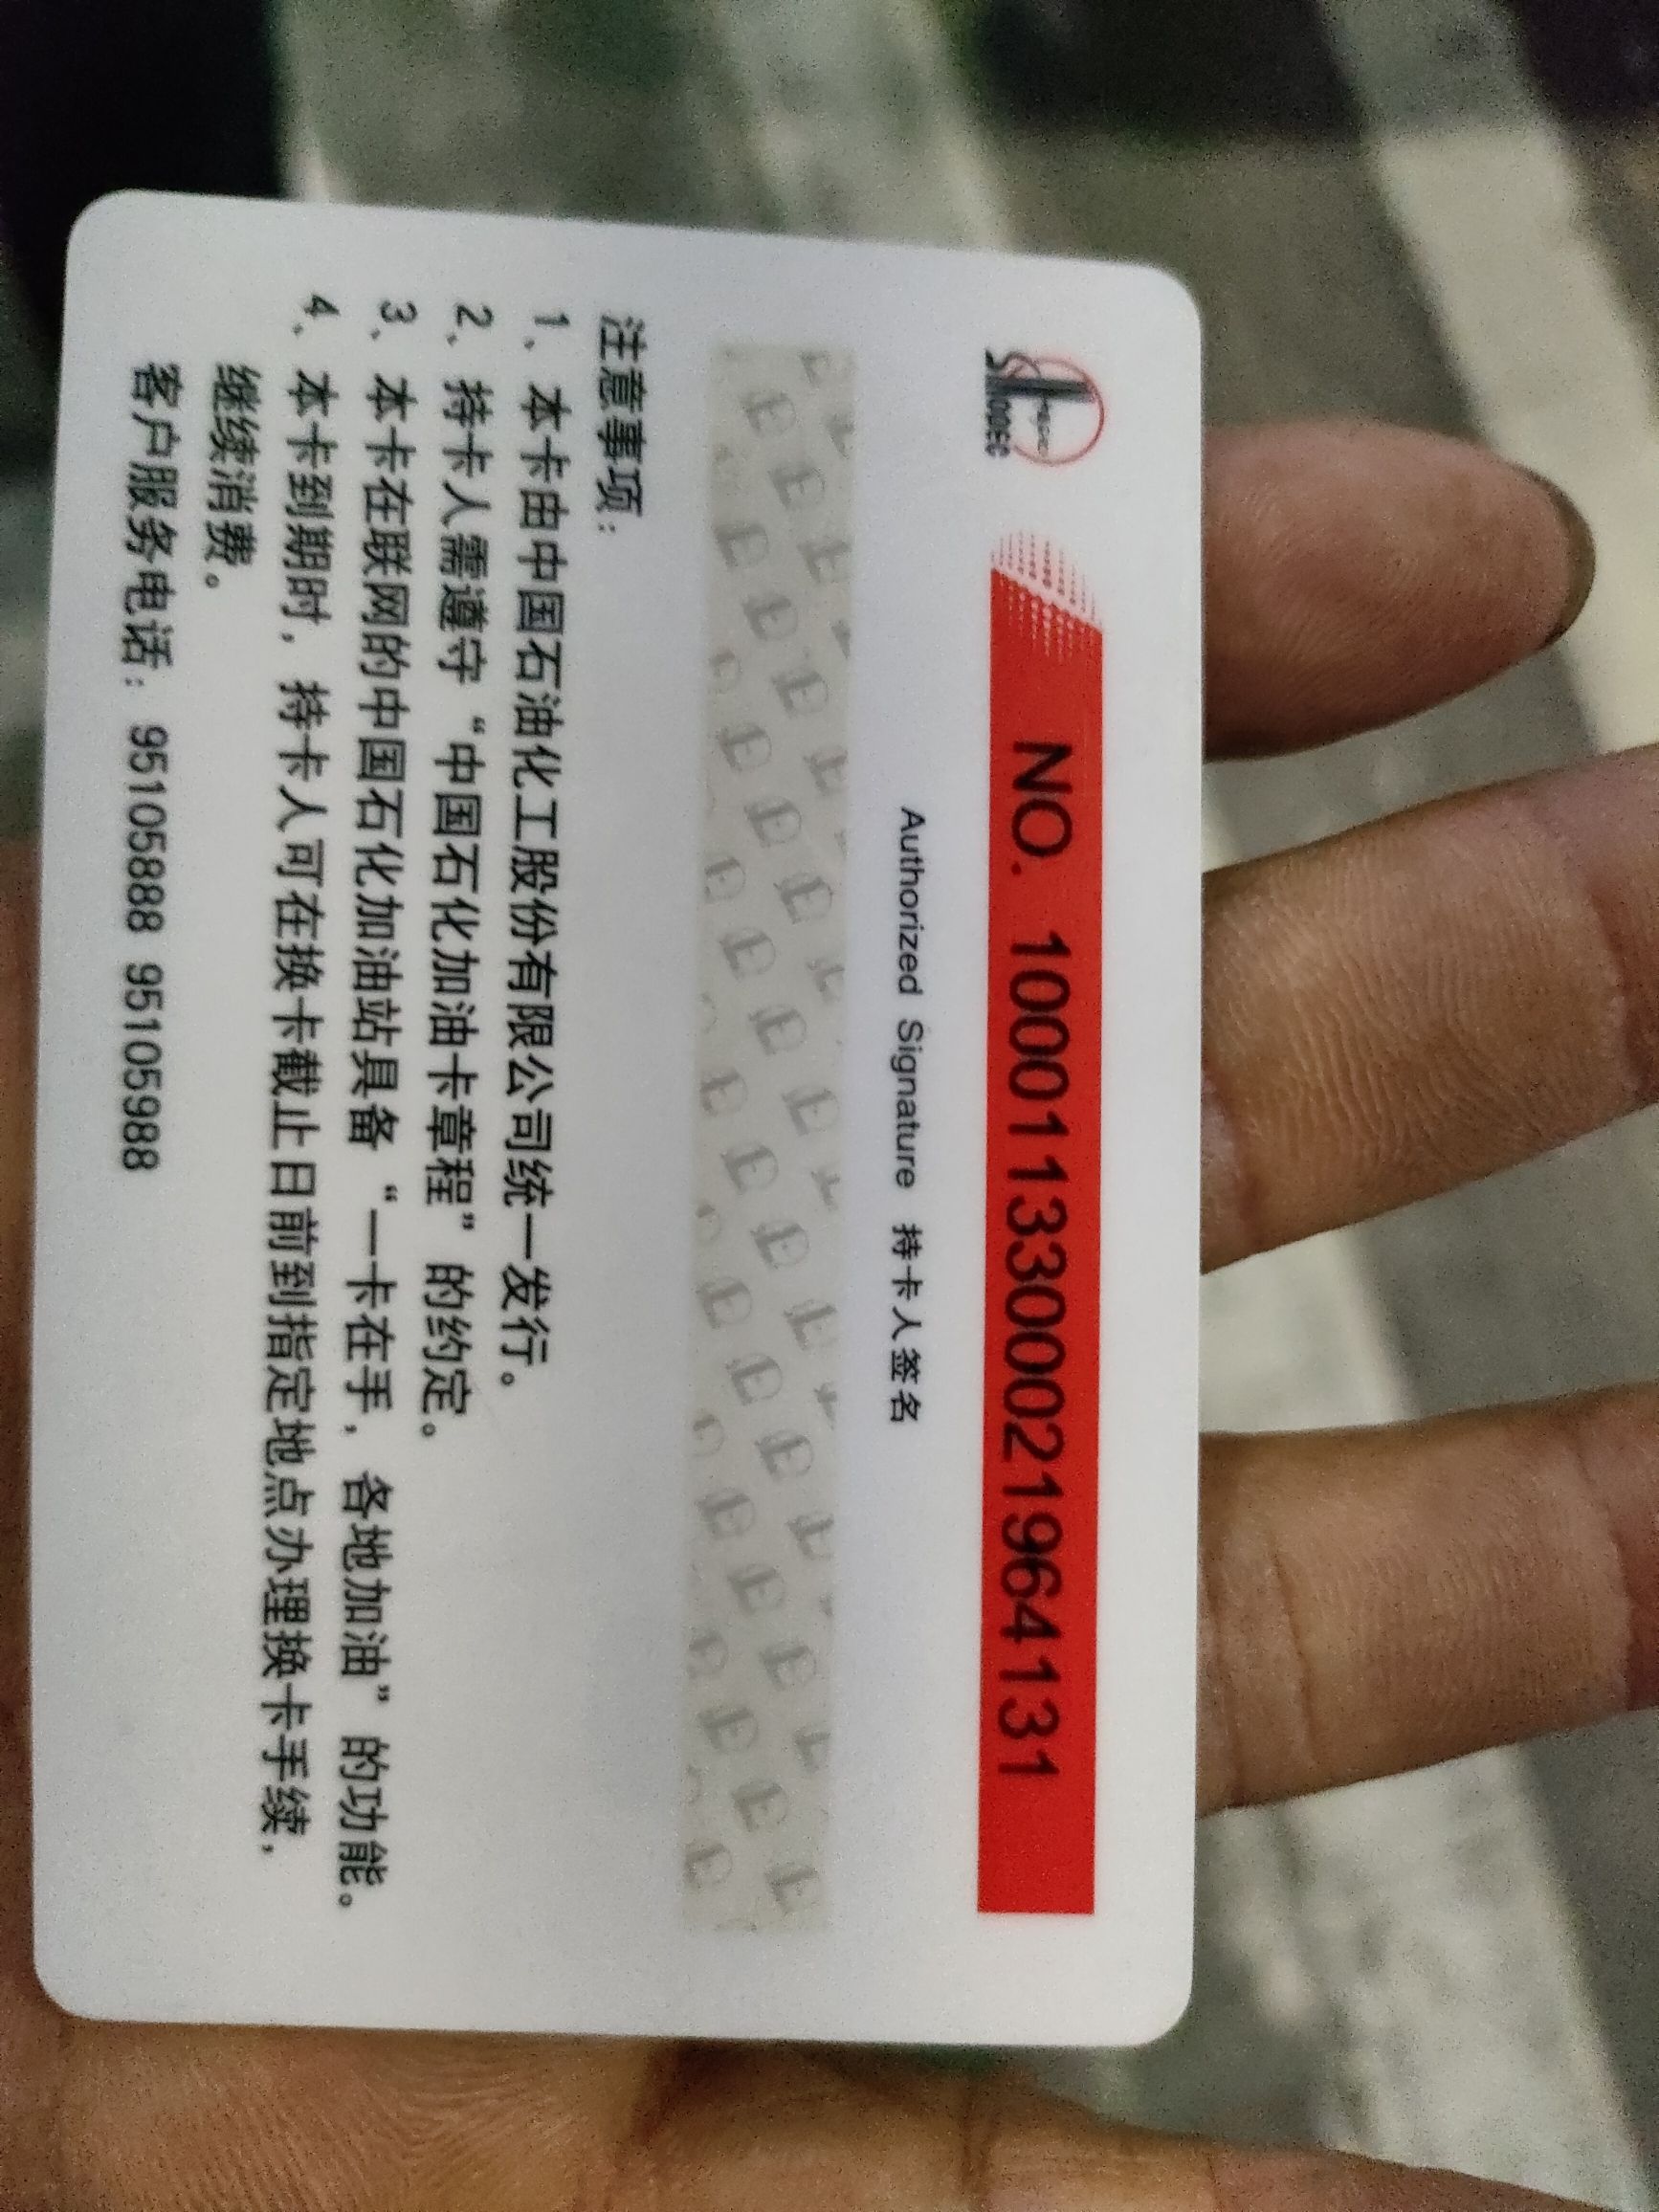 SINOPEC
NO. 1000113300021964131
Authorized Signature 持卡人签名
注意事项：
1、本卡由中国石油化工股份有限公司统一发行。
2、持卡人需遵守“中国石化加油卡章程”的约定。
3、本卡在联网的中国石化加油站具备“一卡在手，各地加油”的功能。
4、本卡到期时，持卡人可在换卡截止日前到指定地点办理换卡手续，
继续消费。
客户服务电话：95105888 95105988